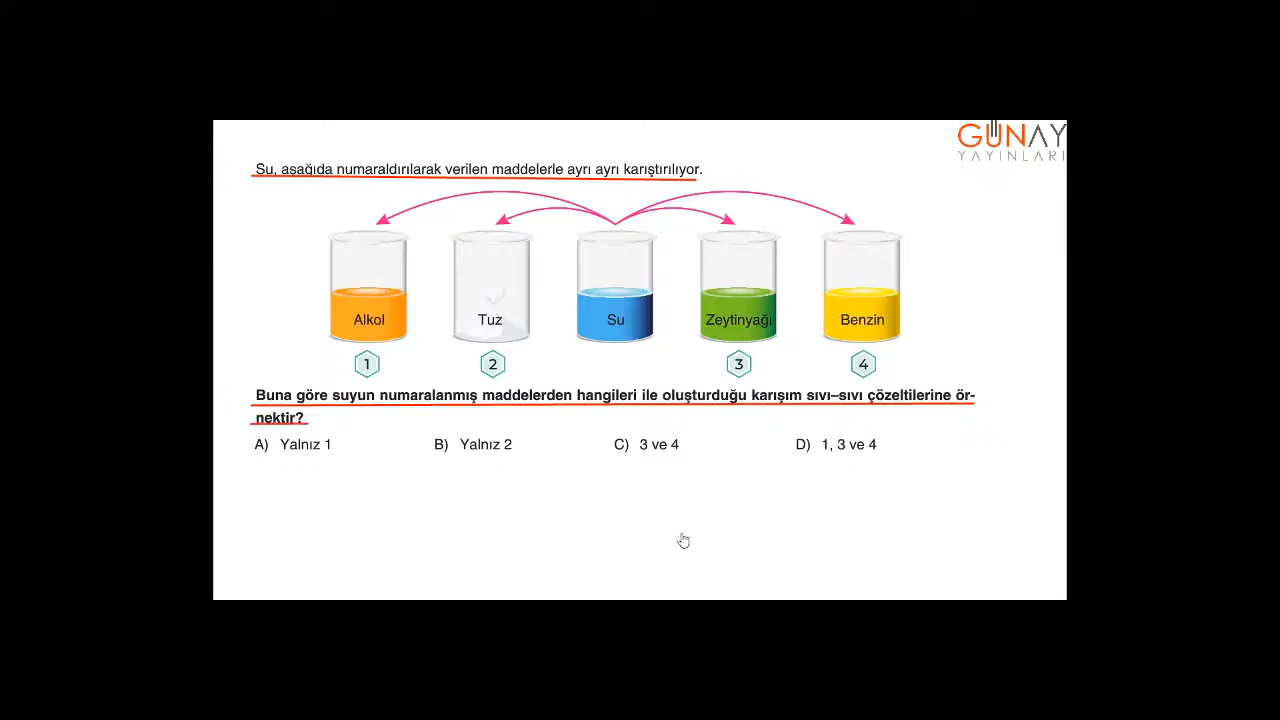 GÜNAY
YAYINLARI
Su, aşağıda numaraldırılarak verilen maddelerle ayrı ayrı karıştırılıyor.
Alkol Tuz Su Zeytinyağı Benzin
1 2 3 4
Buna göre suyun numaralanmış maddelerden hangileri ile oluşturduğu karışım sıvı–sıvı çözeltilerine ör-
nektir?
A) Yalnız 1 B) Yalnız 2 C) 3 ve 4 D) 1, 3 ve 4